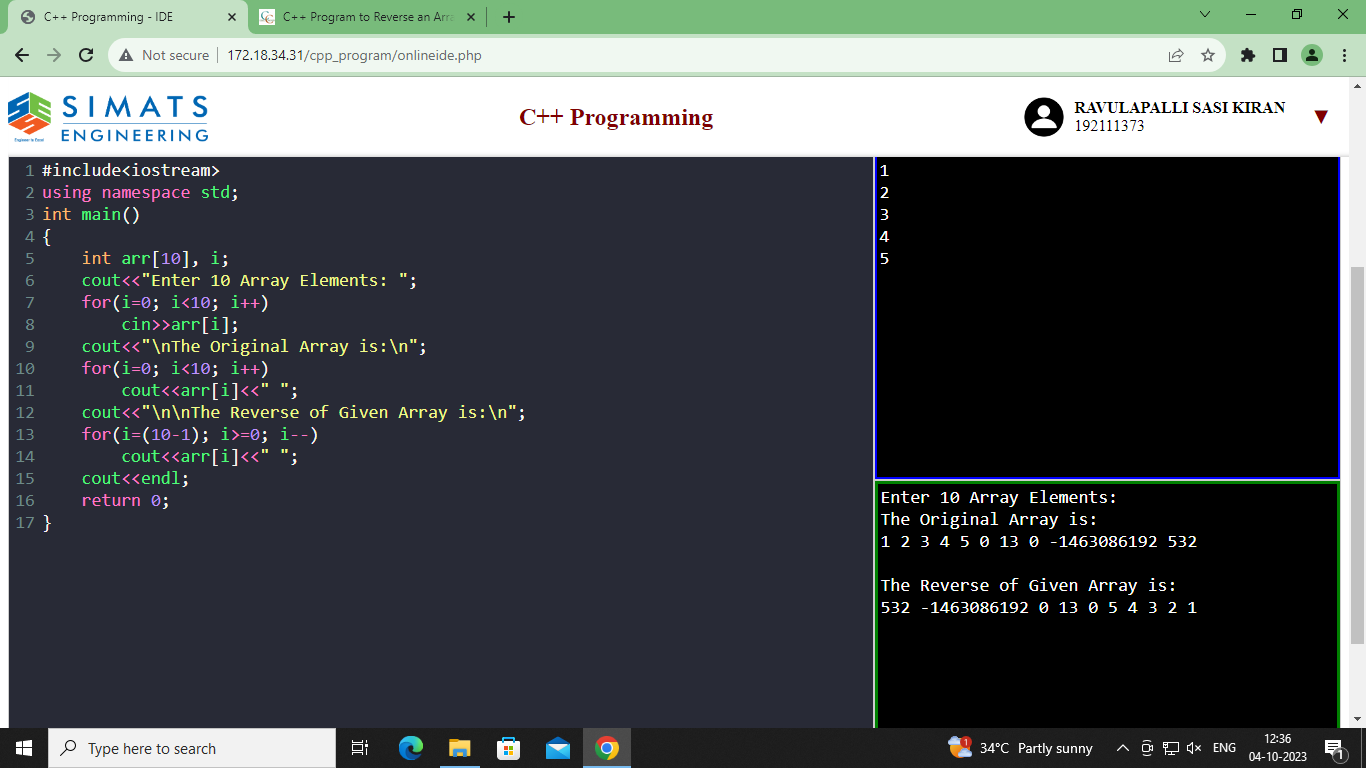 C++ Programming - IDE
C++ Program to Reverse an Arra
Not secure
172.18.34.31/cpp_program/onlineide.php
SIMATS
ENGINEERING
Engineer to Excel
C++ Programming
RAVULAPALLI SASI KIRAN
192111373
1 #include<iostream>
2 using namespace std;
3 int main()
4 {
5     int arr[10], i;
6     cout<<"Enter 10 Array Elements: ";
7     for(i=0; i<10; i++)
8         cin>>arr[i];
9     cout<<"\nThe Original Array is:\n";
10     for(i=0; i<10; i++)
11         cout<<arr[i]<<" ";
12     cout<<"\n\nThe Reverse of Given Array is:\n";
13     for(i=(10-1); i>=0; i--)
14         cout<<arr[i]<<" ";
15     cout<<endl;
16     return 0;
17 }
1
2
3
4
5
Enter 10 Array Elements:
The Original Array is:
1 2 3 4 5 0 13 0 -1463086192 532
The Reverse of Given Array is:
532 -1463086192 0 13 0 5 4 3 2 1
Type here to search
1
34°C Partly sunny
ENG
12:36
04-10-2023
1